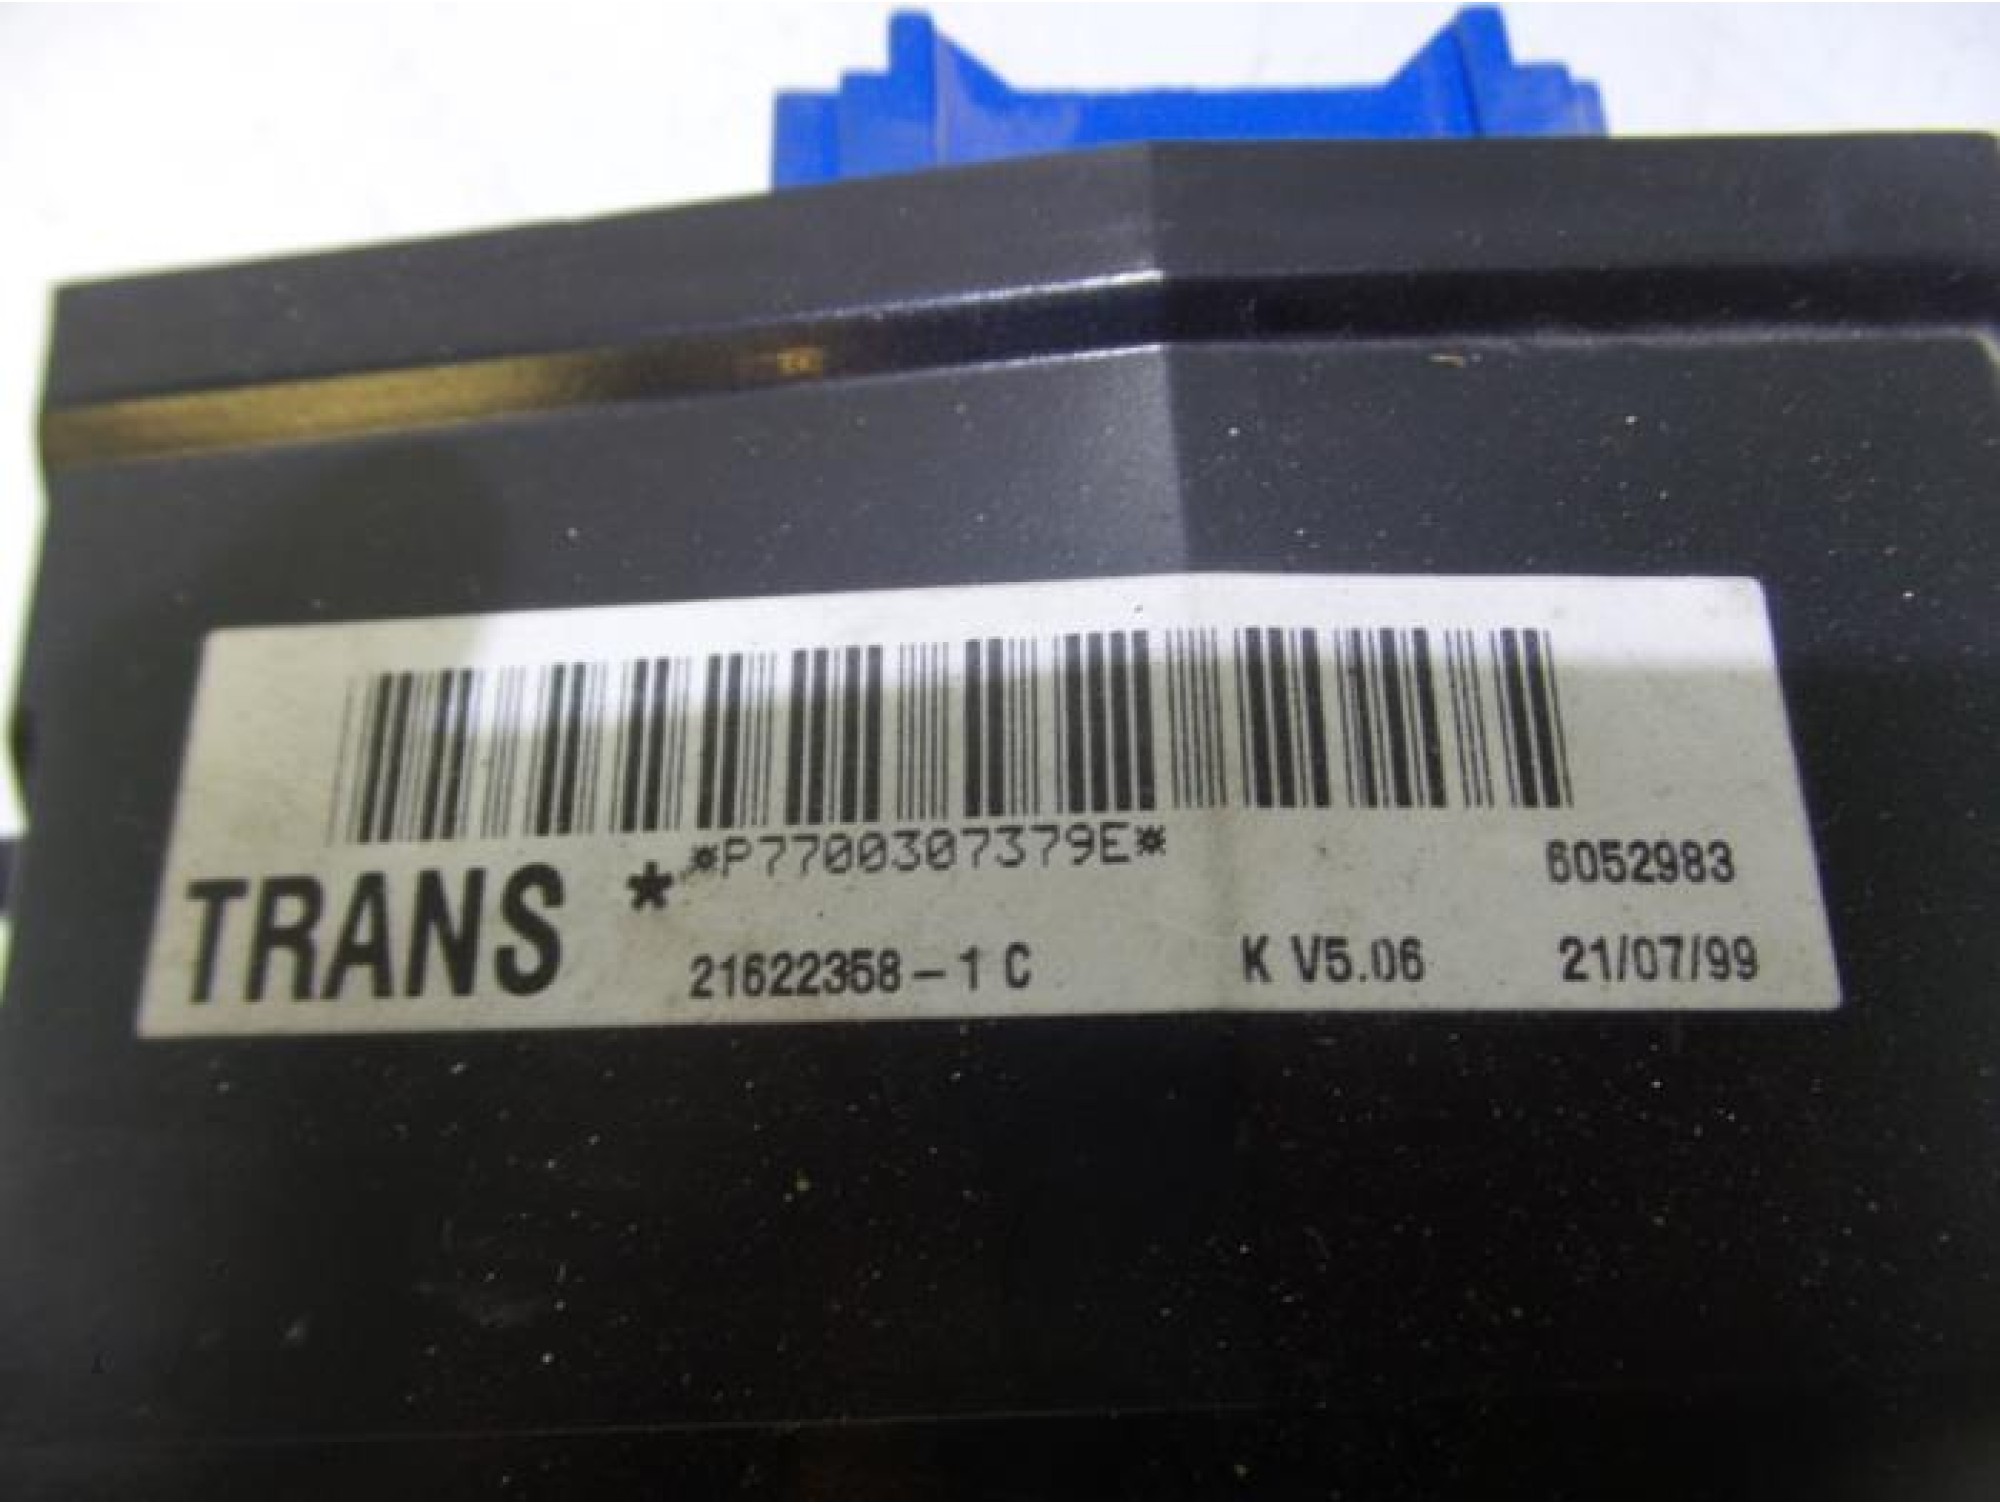 *P7700307379E*
6052983
TRANS *
21622358-1 C K V5.06 21/07/99